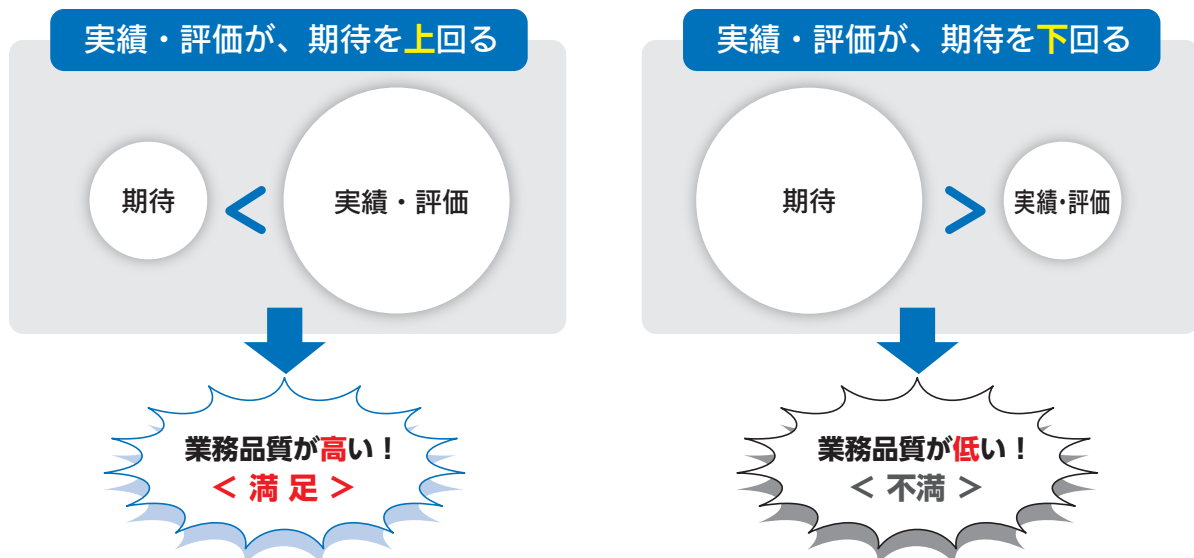 実績・評価が、期待を上回る
期待
<
実績・評価
業務品質が高い!
< 満 足 >
実績・評価が、期待を下回る
期待
>
実績・評価
業務品質が低い!
< 不満 >